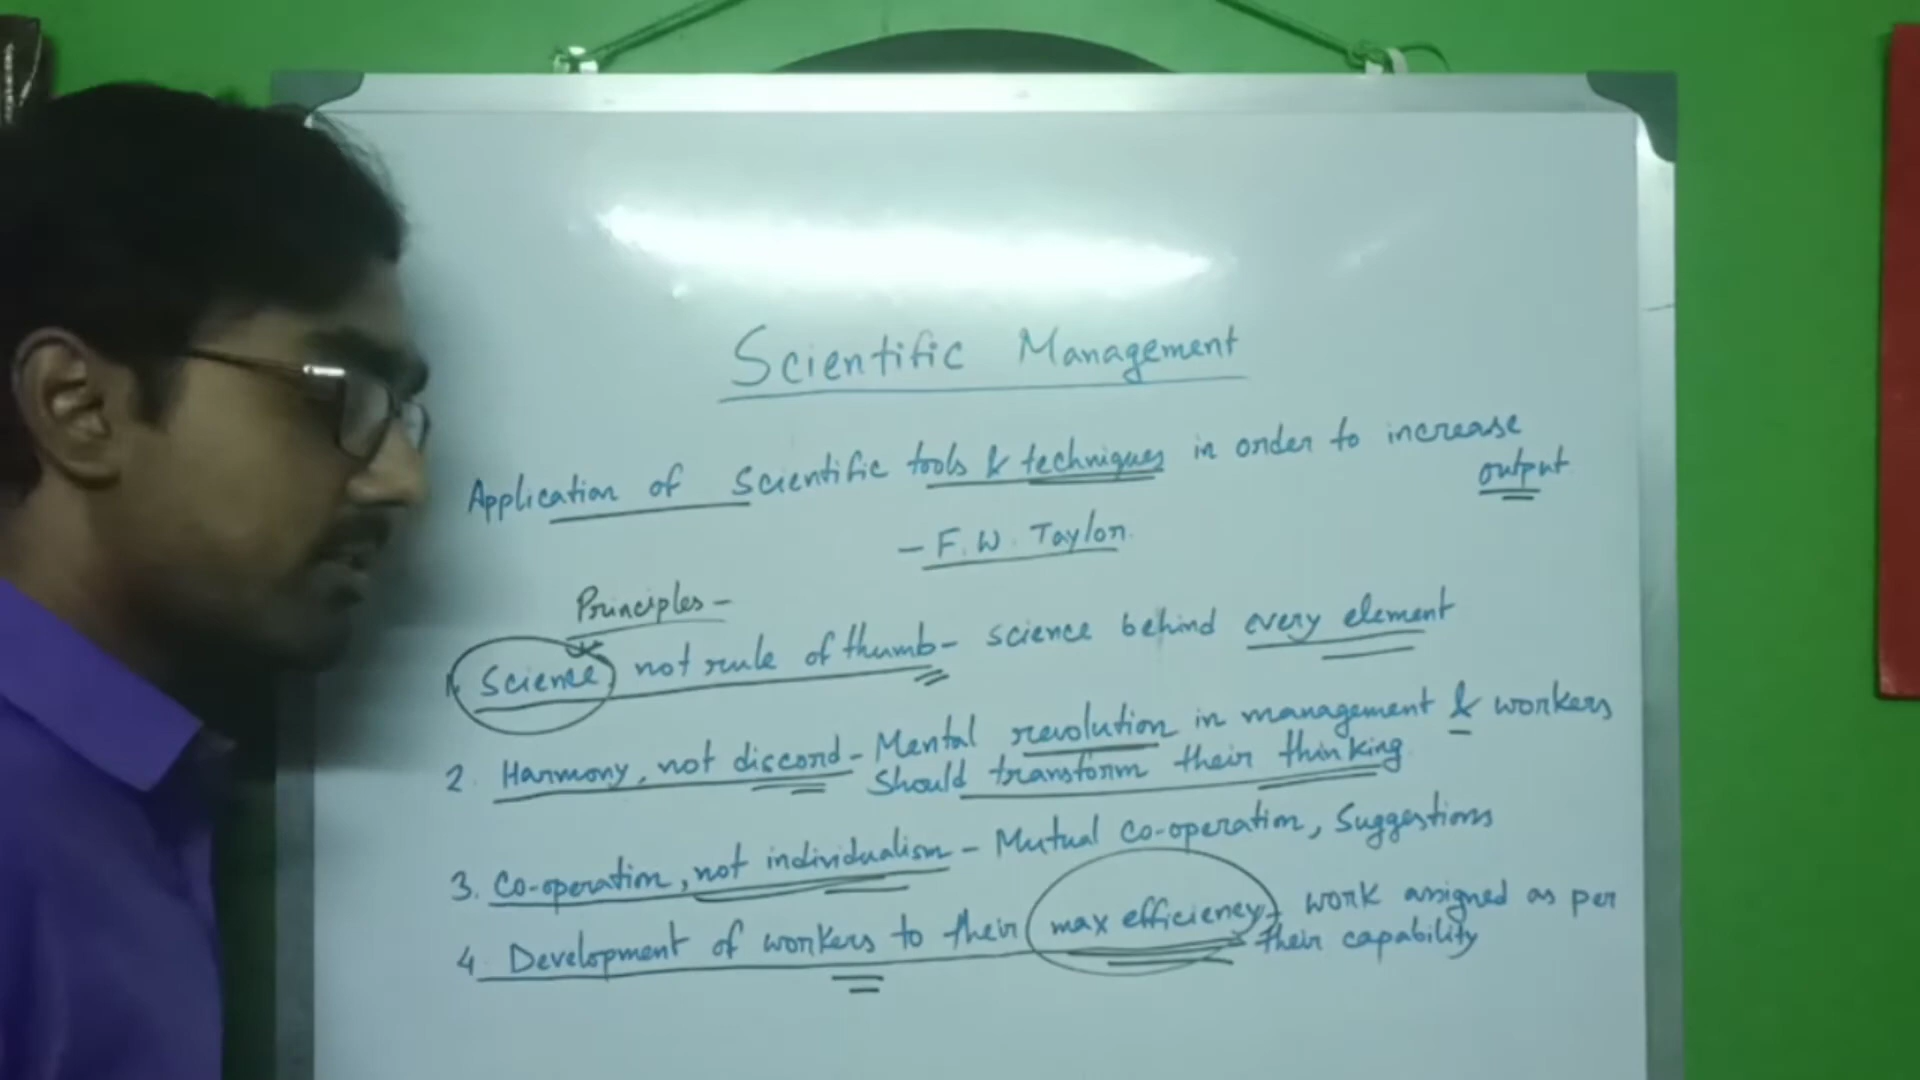 Scientific Management
Application of Scientific tools & techniques in order to increase
output
- F.W. Taylor.
Principles -
1. Science, not rule of thumb - science behind every element
2. Harmony, not discord - Mental revolution in management & workers
Should transform their thinking
3. Co-operation, not individualism - Mutual co-operation, Suggestions
4. Development of workers to their max efficiency - work assigned as per
their capability